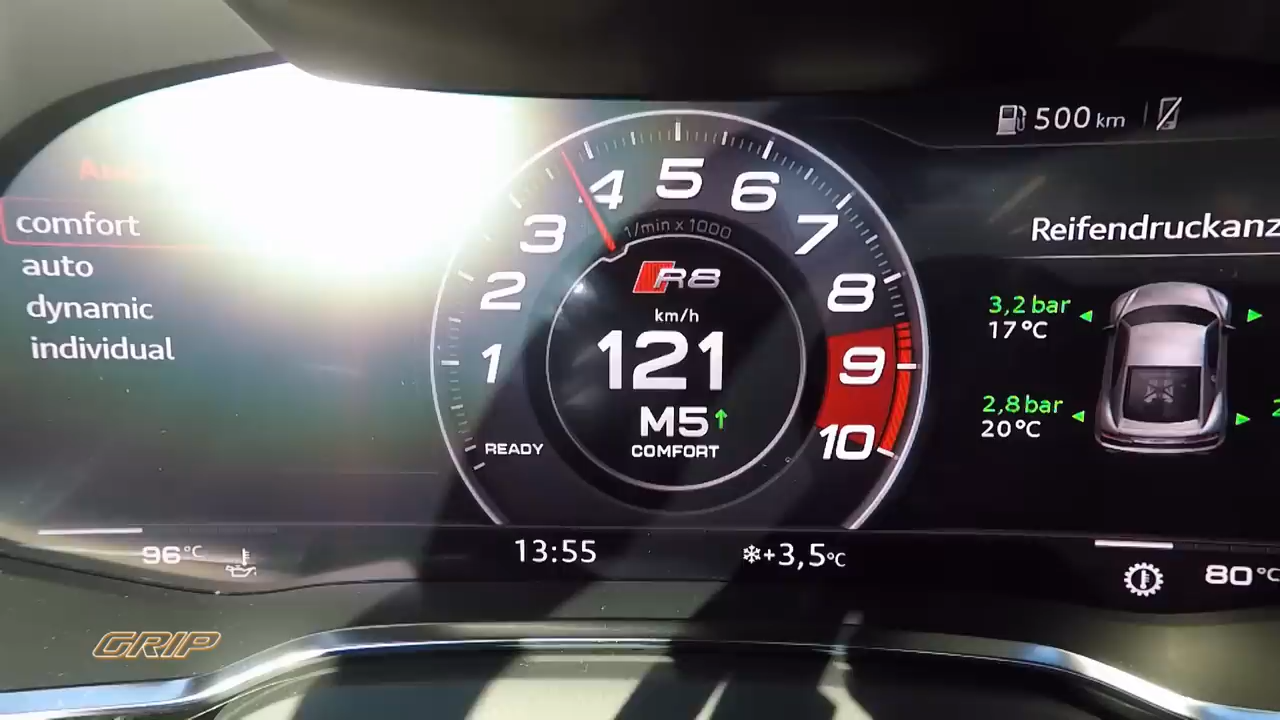 500 km
comfort
auto
dynamic
individual
1
2
3
4
5
6
7
8
9
10
1/min x 1000
R8
km/h
121
M5↑
COMFORT
READY
Reifendruckanz
3,2 bar
17 °C
2,8 bar
20 °C
96 °C
13:55
+3,5 °C
80 °C
GRIP